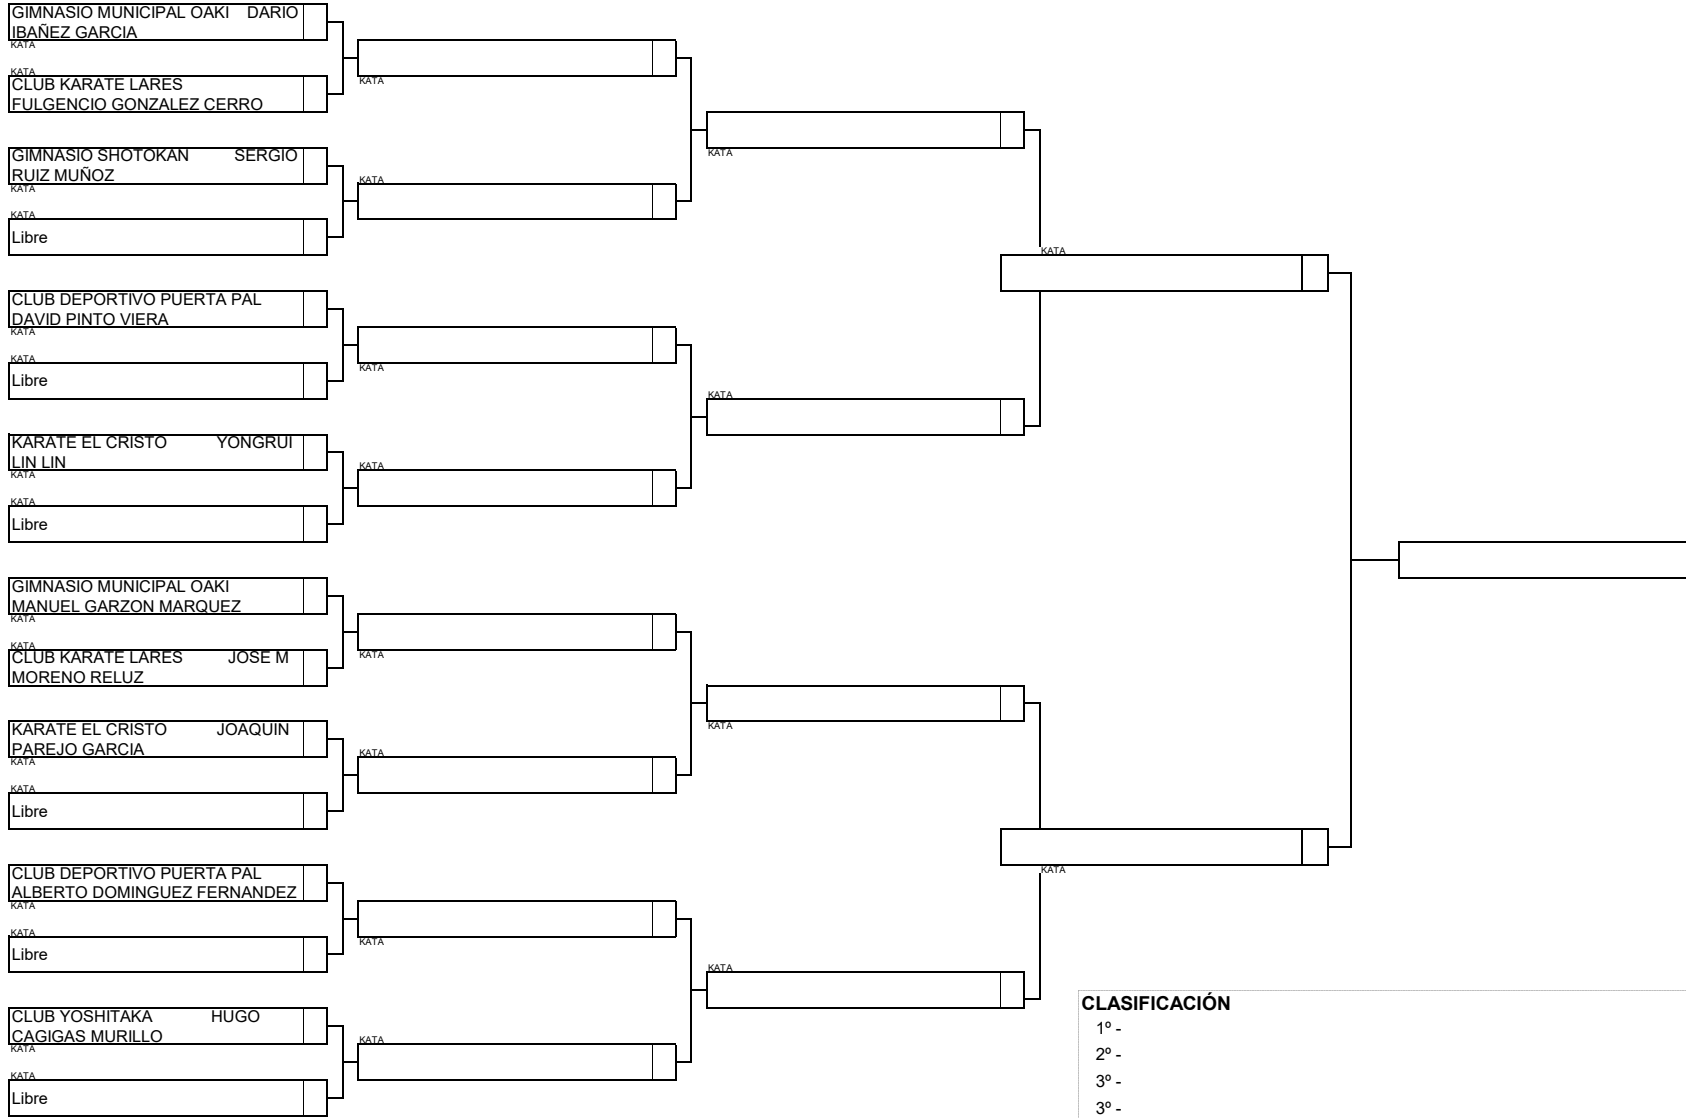 GIMNASIO MUNICIPAL OAKI DARIO
IBAÑEZ GARCIA
KATA
KATA
CLUB KARATE LARES
FULGENCIO GONZALEZ CERRO
GIMNASIO SHOTOKAN SERGIO
RUIZ MUÑOZ
KATA
KATA
Libre
CLUB DEPORTIVO PUERTA PAL
DAVID PINTO VIERA
KATA
KATA
Libre
KARATE EL CRISTO YONGRUI
LIN LIN
KATA
KATA
Libre
GIMNASIO MUNICIPAL OAKI
MANUEL GARZON MARQUEZ
KATA
KATA
CLUB KARATE LARES JOSE M
MORENO RELUZ
KARATE EL CRISTO JOAQUIN
PAREJO GARCIA
KATA
KATA
Libre
CLUB DEPORTIVO PUERTA PAL
ALBERTO DOMINGUEZ FERNANDEZ
KATA
KATA
Libre
CLUB YOSHITAKA HUGO
CAGIGAS MURILLO
KATA
KATA
Libre
KATA
KATA
KATA
KATA
KATA
KATA
KATA
KATA
KATA
KATA
KATA
KATA
KATA
KATA
CLASIFICACIÓN
1º -
2º -
3º -
3º -